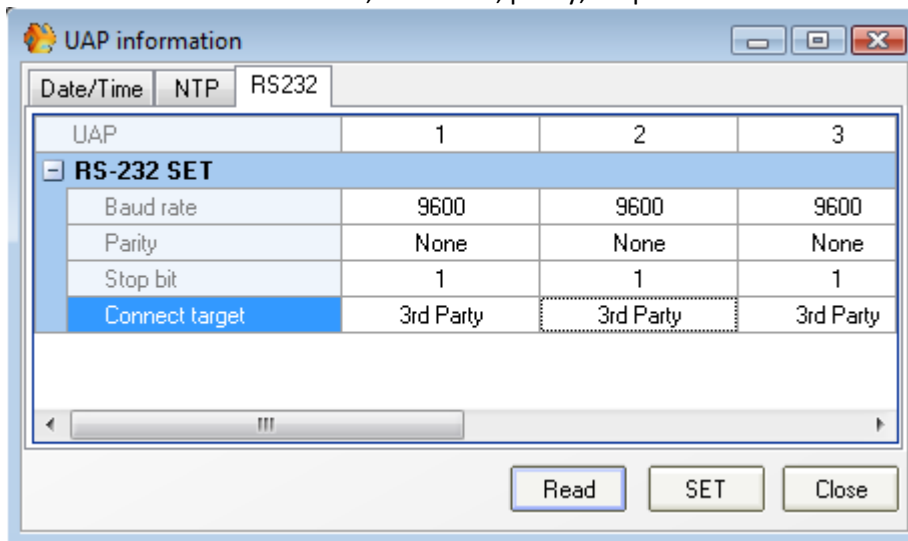 UAP information
Date/Time NTP RS232
UAP 1 2 3
RS-232 SET
Baud rate 9600 9600 9600
Parity None None None
Stop bit 1 1 1
Connect target 3rd Party 3rd Party 3rd Party
Read SET Close